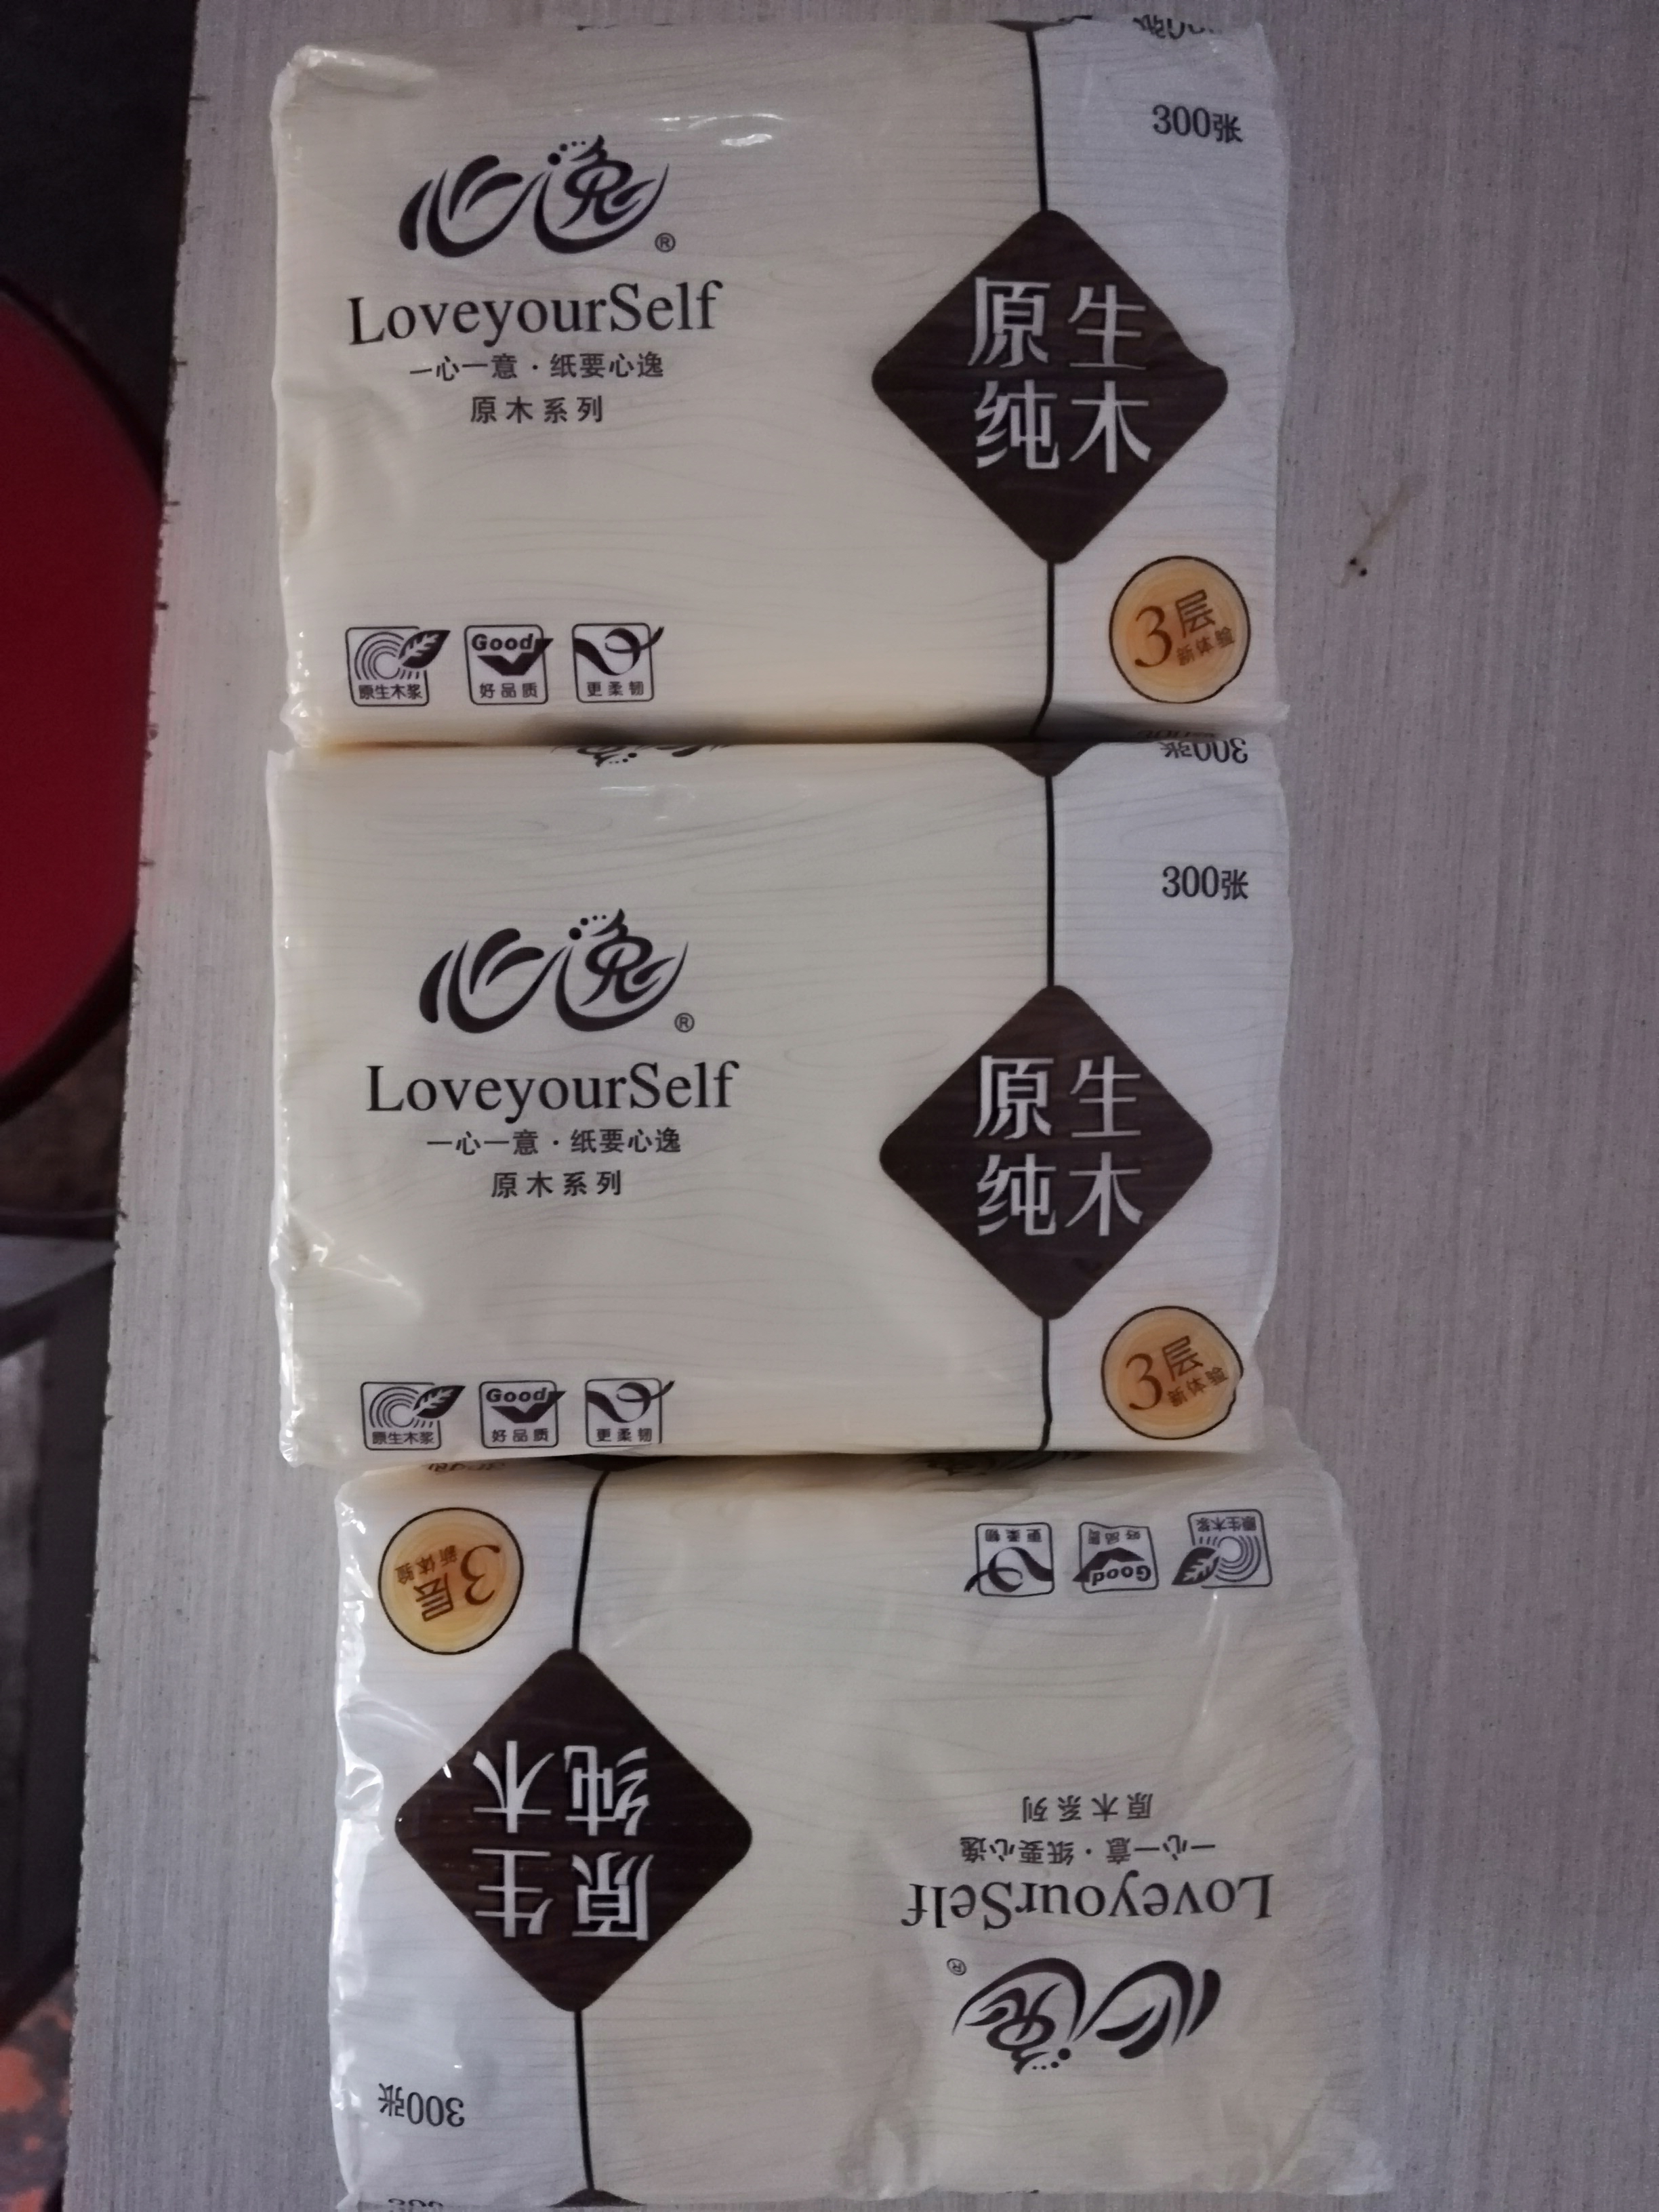 心逸®
LoveyourSelf
一心一意·纸要心逸
原木系列
300张
原生
纯木
3层
新体验
原生木浆
Good
好品质
更柔韧
300张
心逸®
LoveyourSelf
一心一意·纸要心逸
原木系列
300张
原生
纯木
3层
新体验
原生木浆
Good
好品质
更柔韧
心逸®
LoveyourSelf
一心一意·纸要心逸
原木系列
300张
原生
纯木
3层
新体验
原生木浆
Good
好品质
更柔韧